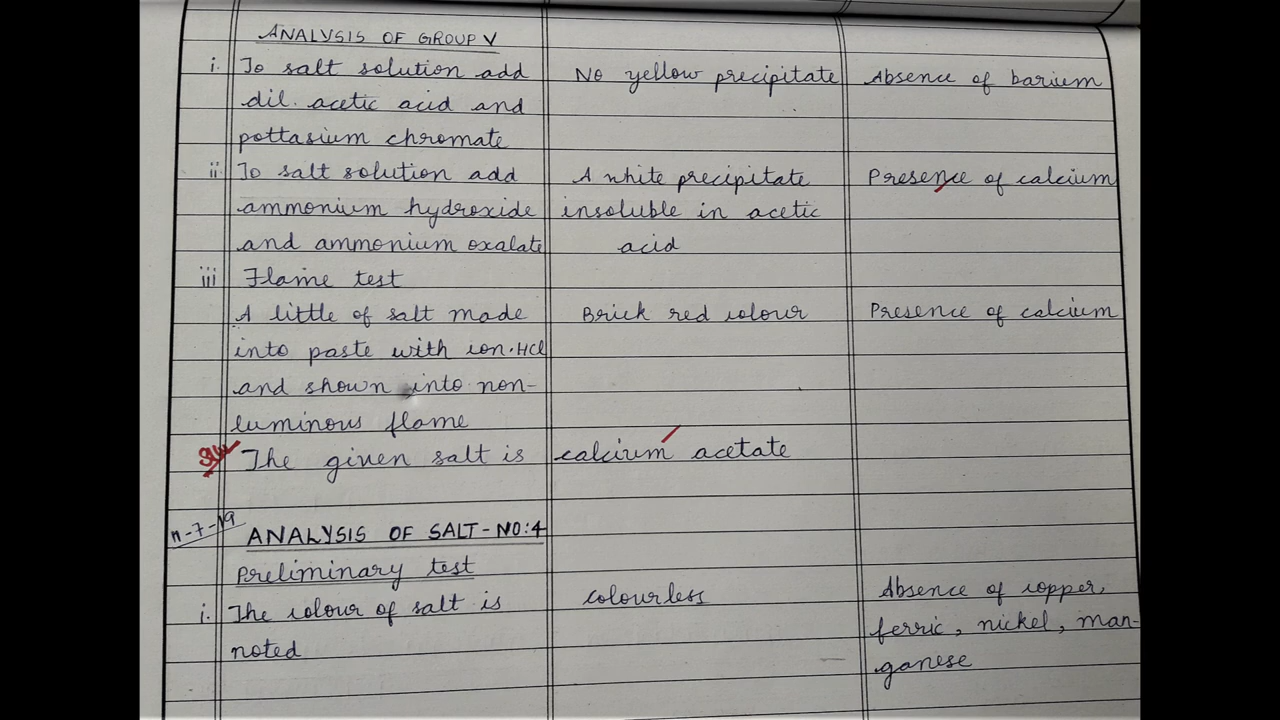 ANALYSIS OF GROUP V
i. To salt solution add No yellow precipitate Absence of barium
dil. acetic acid and
pottasium chromate
ii To salt solution add A white precipitate Presence of calcium
ammonium hydroxide insoluble in acetic
and ammonium oxalate acid
iii Flame test
A little of salt made Brick red colour Presence of calcium
into paste with con.HCl
and shown into non-
luminous flame
The given salt is calcium acetate
11-7-19
ANALYSIS OF SALT-NO:4
Preliminary test
i. The colour of salt is colourless Absence of copper,
noted ferric, nickel, man-
ganese